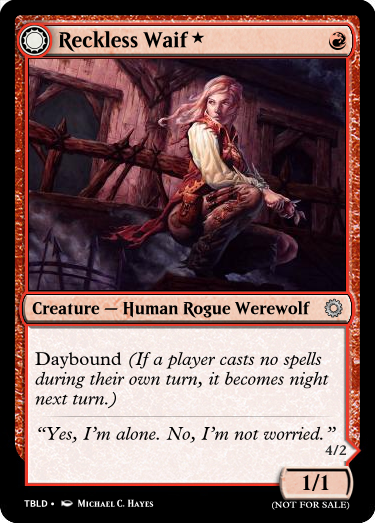 Reckless Waif ★
Creature — Human Rogue Werewolf
Daybound (If a player casts no spells
during their own turn, it becomes night
next turn.)
“Yes, I’m alone. No, I’m not worried.”
4/2
1/1
TBLD • Michael C. Hayes
(NOT FOR SALE)